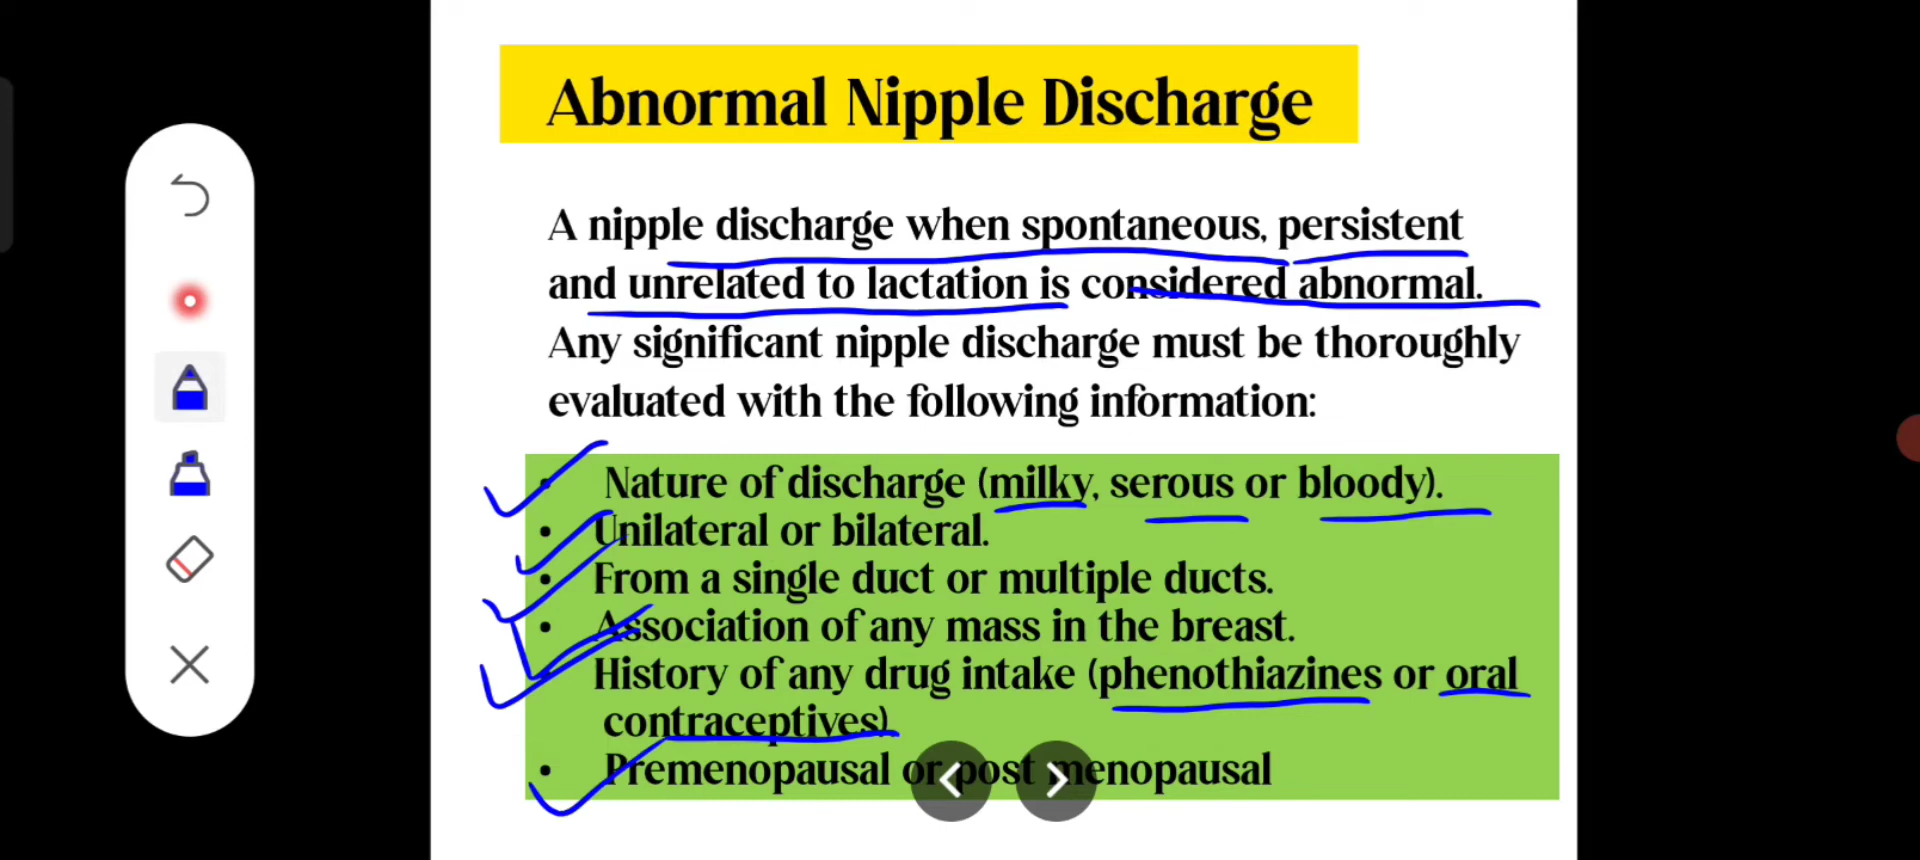 Abnormal Nipple Discharge
A nipple discharge when spontaneous, persistent
and unrelated to lactation is considered abnormal.
Any significant nipple discharge must be thoroughly
evaluated with the following information:
• Nature of discharge (milky, serous or bloody).
• Unilateral or bilateral.
• From a single duct or multiple ducts.
• Association of any mass in the breast.
• History of any drug intake (phenothiazines or oral
contraceptives).
• Premenopausal or post menopausal